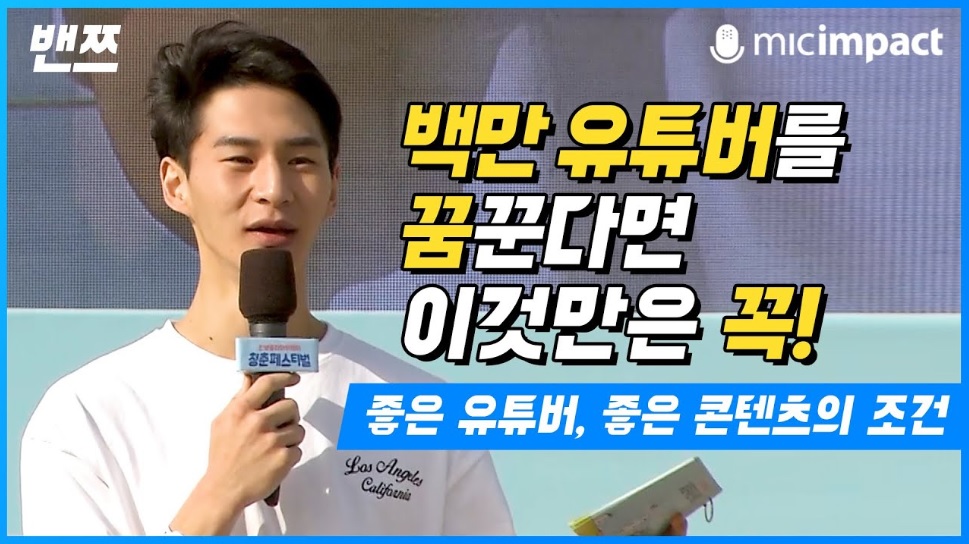 밴쯔
micimpact
백만 유튜버를
꿈꾼다면
이것만은 꼭!
좋은 유튜버, 좋은 콘텐츠의 조건
청춘페스티벌
Los Angeles
California